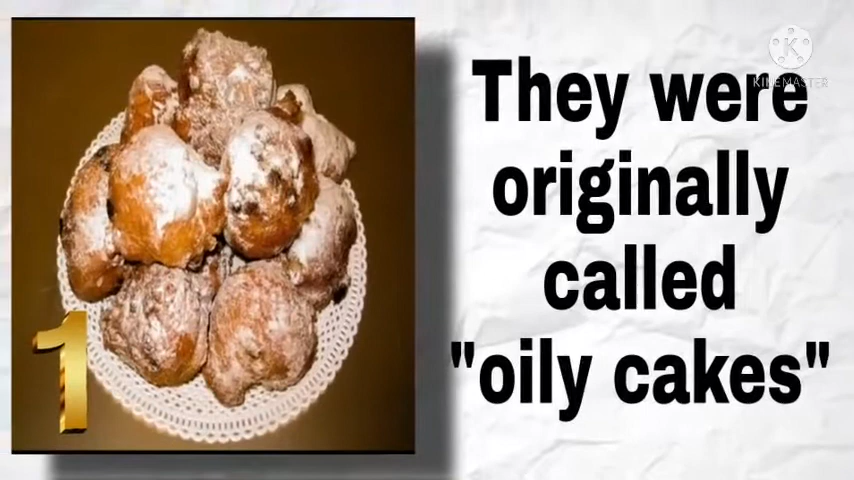 KINEMASTER
They were
originally
called
"oily cakes"
1